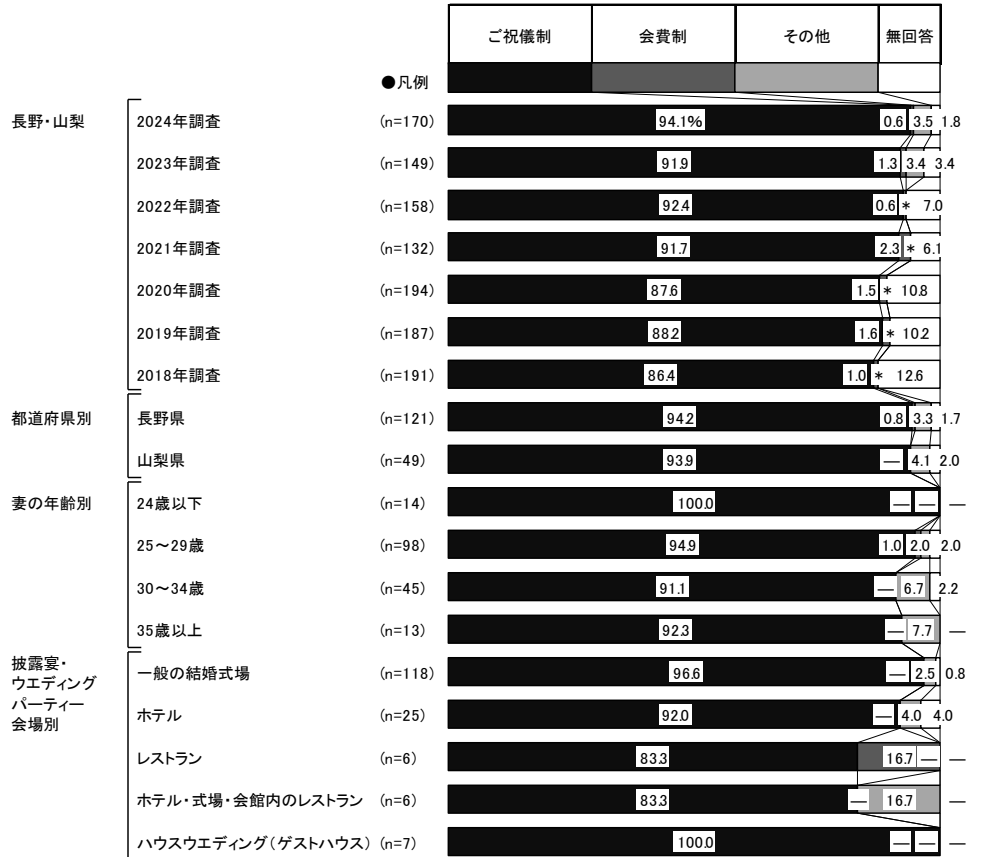 ご祝儀制 会費制 その他 無回答
●凡例
長野・山梨 2024年調査 (n=170) 94.1% 0.6 3.5 1.8
2023年調査 (n=149) 91.9 1.3 3.4 3.4
2022年調査 (n=158) 92.4 0.6 * 7.0
2021年調査 (n=132) 91.7 2.3 * 6.1
2020年調査 (n=194) 87.6 1.5 * 10.8
2019年調査 (n=187) 88.2 1.6 * 10.2
2018年調査 (n=191) 86.4 1.0 * 12.6
都道府県別 長野県 (n=121) 94.2 0.8 3.3 1.7
山梨県 (n=49) 93.9 — 4.1 2.0
妻の年齢別 24歳以下 (n=14) 100.0 — — —
25～29歳 (n=98) 94.9 1.0 2.0 2.0
30～34歳 (n=45) 91.1 — 6.7 2.2
35歳以上 (n=13) 92.3 — 7.7 —
披露宴・
ウエディング
パーティー
会場別
一般の結婚式場 (n=118) 96.6 — 2.5 0.8
ホテル (n=25) 92.0 — 4.0 4.0
レストラン (n=6) 83.3 16.7 — —
ホテル・式場・会館内のレストラン (n=6) 83.3 — 16.7 —
ハウスウエディング(ゲストハウス) (n=7) 100.0 — — —